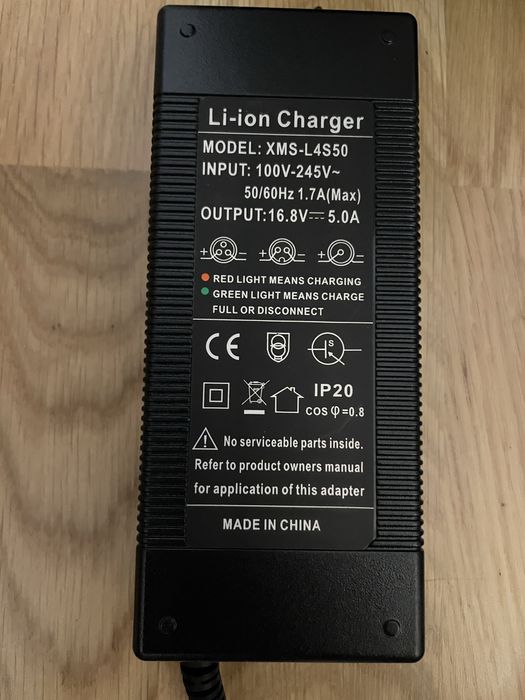 Li-ion Charger
MODEL: XMS-L4S50
INPUT: 100V-245V~
50/60Hz 1.7A(Max)
OUTPUT:16.8V⎓5.0A
RED LIGHT MEANS CHARGING
GREEN LIGHT MEANS CHARGE
FULL OR DISCONNECT
CE
S
IP20
COS φ=0.8
No serviceable parts inside.
Refer to product owners manual
for application of this adapter
MADE IN CHINA